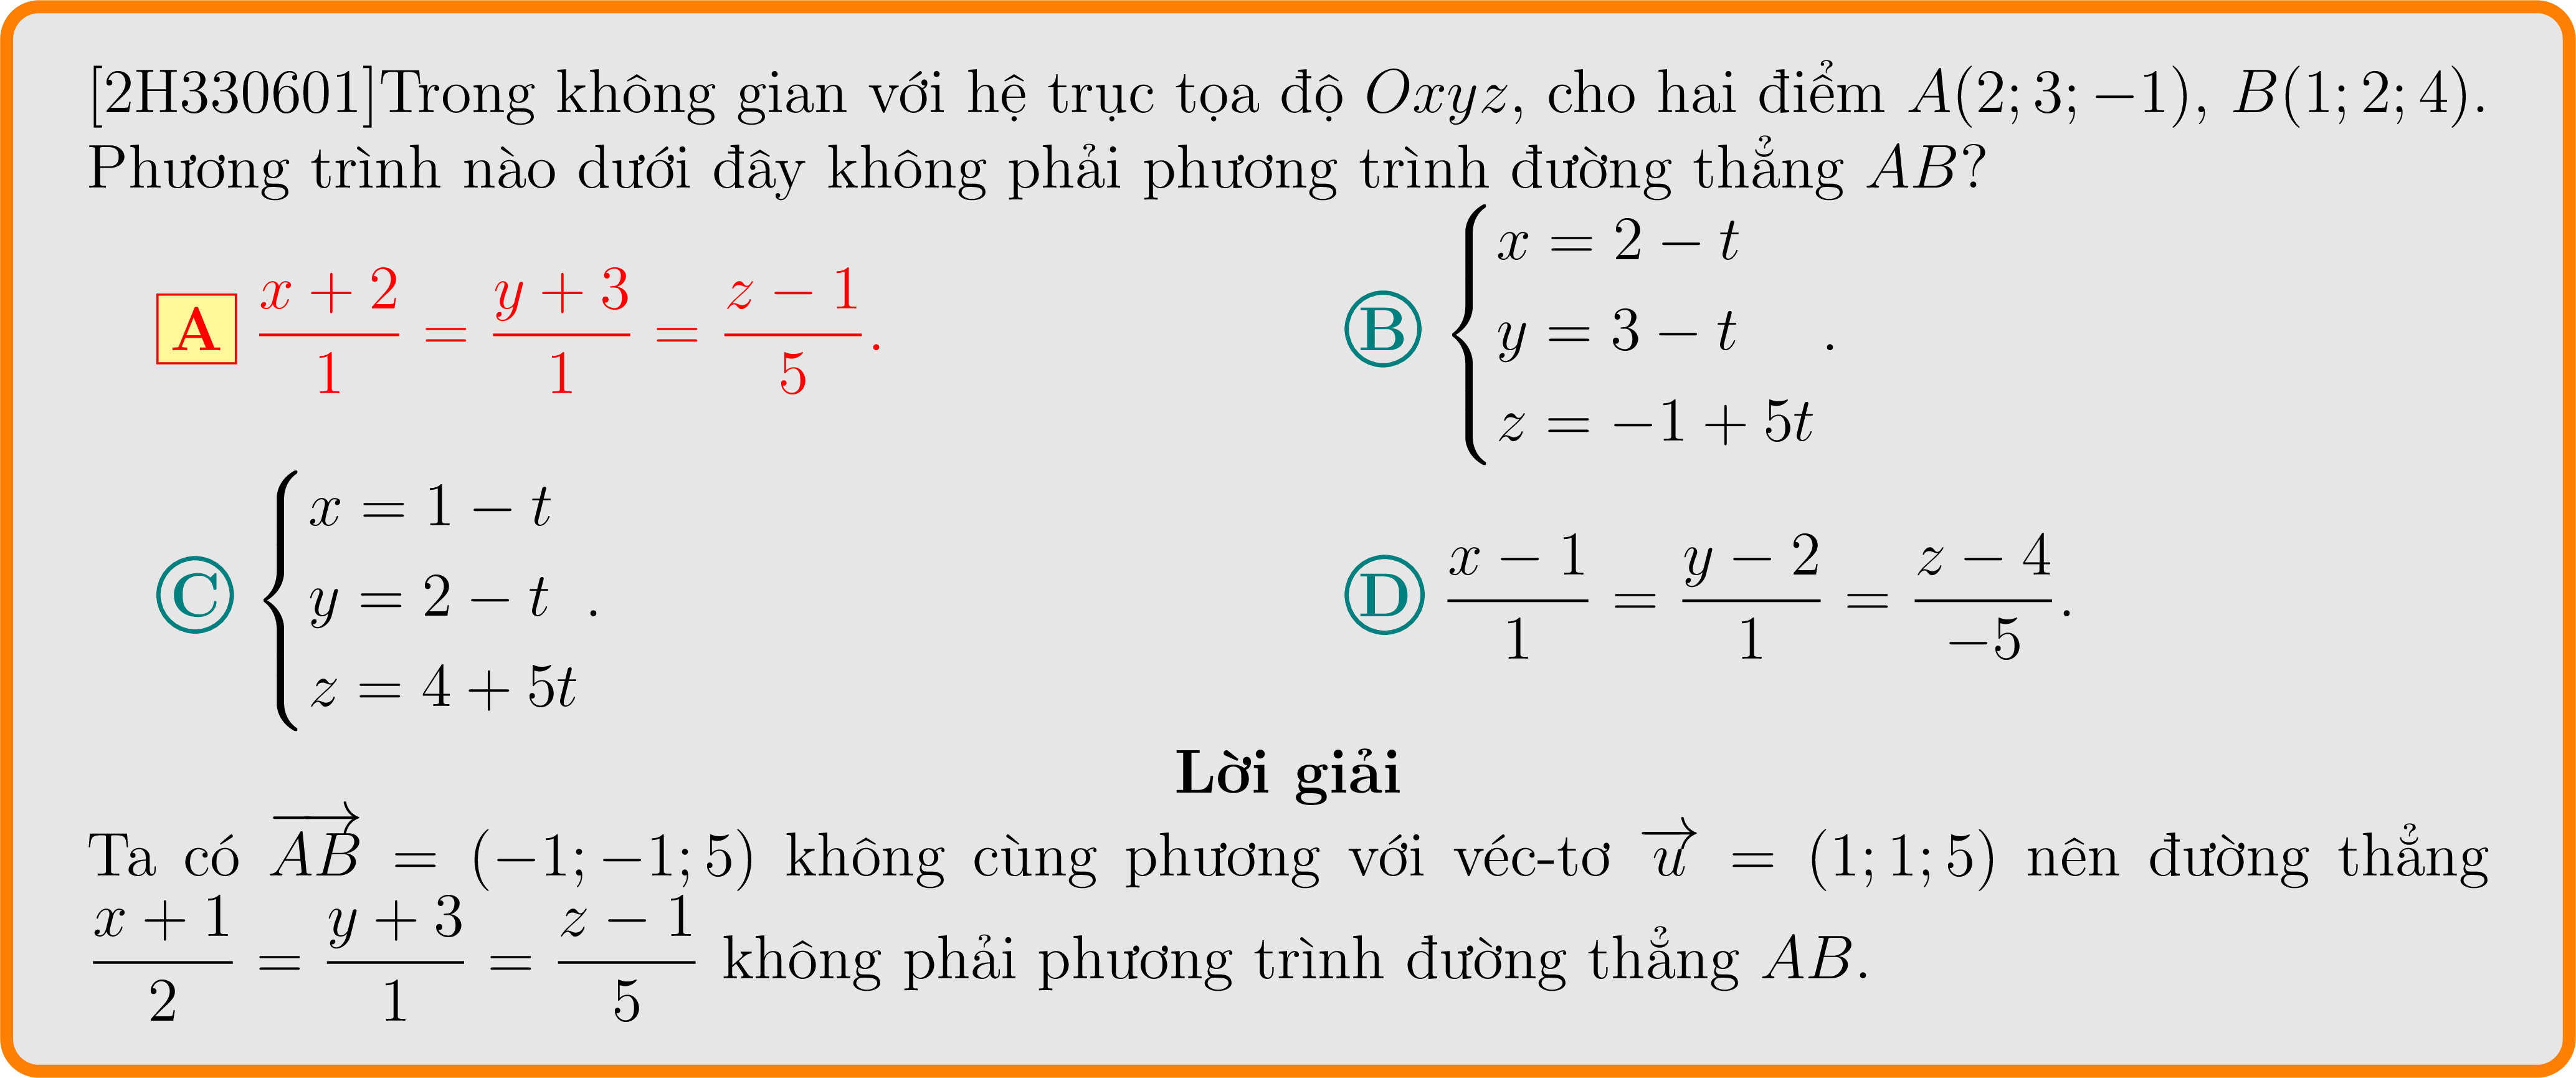 [2H330601]Trong không gian với hệ trục tọa độ $Oxyz$, cho hai điểm $A(2; 3; -1)$, $B(1; 2; 4)$.
Phương trình nào dưới đây không phải phương trình đường thẳng $AB$?
A $\frac{x+2}{1} = \frac{y+3}{1} = \frac{z-1}{5}$.
B $\begin{cases} x = 2 - t \\ y = 3 - t \\ z = -1 + 5t \end{cases}$.
C $\begin{cases} x = 1 - t \\ y = 2 - t \\ z = 4 + 5t \end{cases}$.
D $\frac{x-1}{1} = \frac{y-2}{1} = \frac{z-4}{-5}$.
Lời giải
Ta có $\overrightarrow{AB} = (-1; -1; 5)$ không cùng phương với véc-tơ $\overrightarrow{u} = (1; 1; 5)$ nên đường thẳng
$\frac{x+1}{2} = \frac{y+3}{1} = \frac{z-1}{5}$ không phải phương trình đường thẳng $AB$.